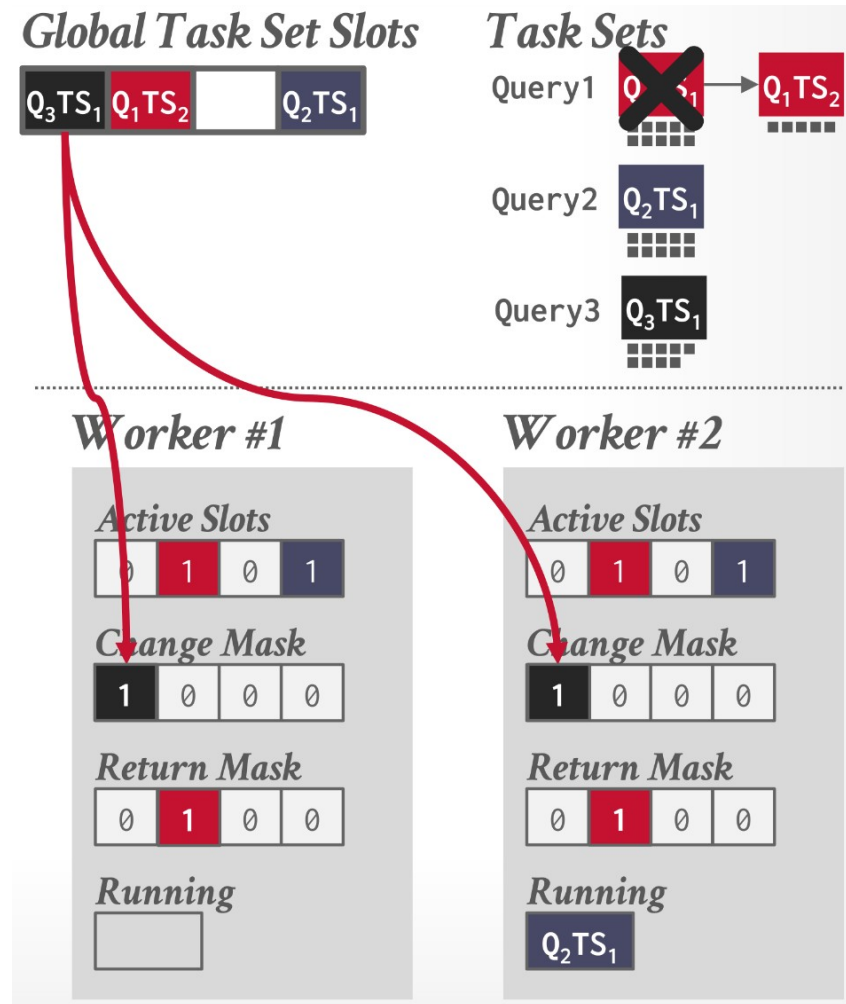 Global Task Set Slots
Q₃TS₁ Q₁TS₂ Q₂TS₁
Task Sets
Query1 Q₁TS₂
Query2 Q₂TS₁
Query3 Q₃TS₁
Worker #1
Active Slots
0 1 0 1
Change Mask
1 0 0 0
Return Mask
0 1 0 0
Running
Worker #2
Active Slots
0 1 0 1
Change Mask
1 0 0 0
Return Mask
0 1 0 0
Running
Q₂TS₁